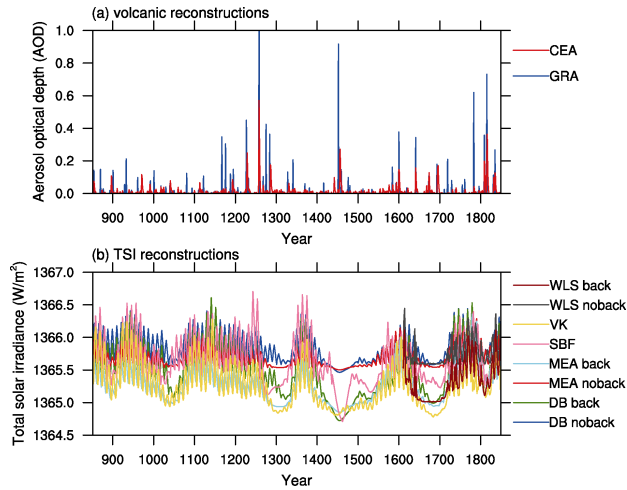 (a) volcanic reconstructions
Aerosol optical depth (AOD)
1.0
0.8
0.6
0.4
0.2
0.0
900 1000 1100 1200 1300 1400 1500 1600 1700 1800
Year
CEA
GRA
(b) TSI reconstructions
Total solar irradiance (W/m²)
1367.0
1366.5
1366.0
1365.5
1365.0
1364.5
900 1000 1100 1200 1300 1400 1500 1600 1700 1800
Year
WLS back
WLS noback
VK
SBF
MEA back
MEA noback
DB back
DB noback